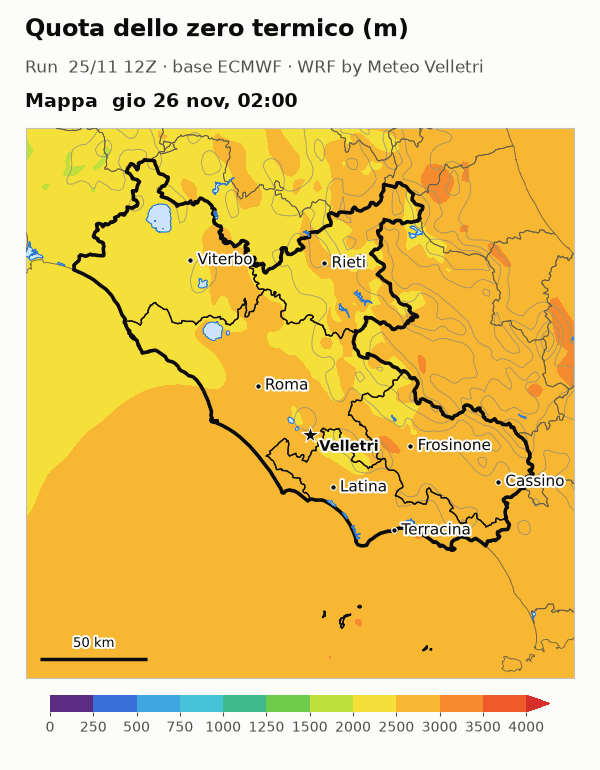 Quota dello zero termico (m)
Run  25/11 12Z · base ECMWF · WRF by Meteo Velletri
Mappa  gio 26 nov, 02:00
Viterbo
Rieti
Roma
Velletri
Frosinone
Cassino
Latina
Terracina
50 km
0 250 500 750 1000 1250 1500 2000 2500 3000 3500 4000